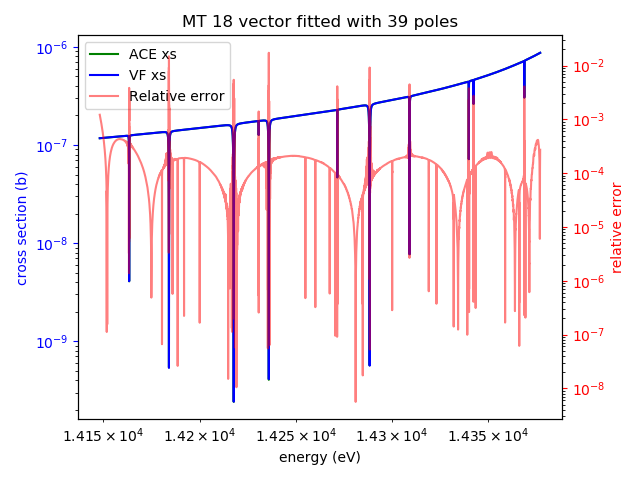 MT 18 vector fitted with 39 poles
ACE xs
VF xs
Relative error
cross section (b)
10⁻⁶
10⁻⁷
10⁻⁸
10⁻⁹
10⁻²
10⁻³
10⁻⁴
10⁻⁵
10⁻⁶
10⁻⁷
10⁻⁸
relative error
1.415 × 10⁴ 1.42 × 10⁴ 1.425 × 10⁴ 1.43 × 10⁴ 1.435 × 10⁴
energy (eV)